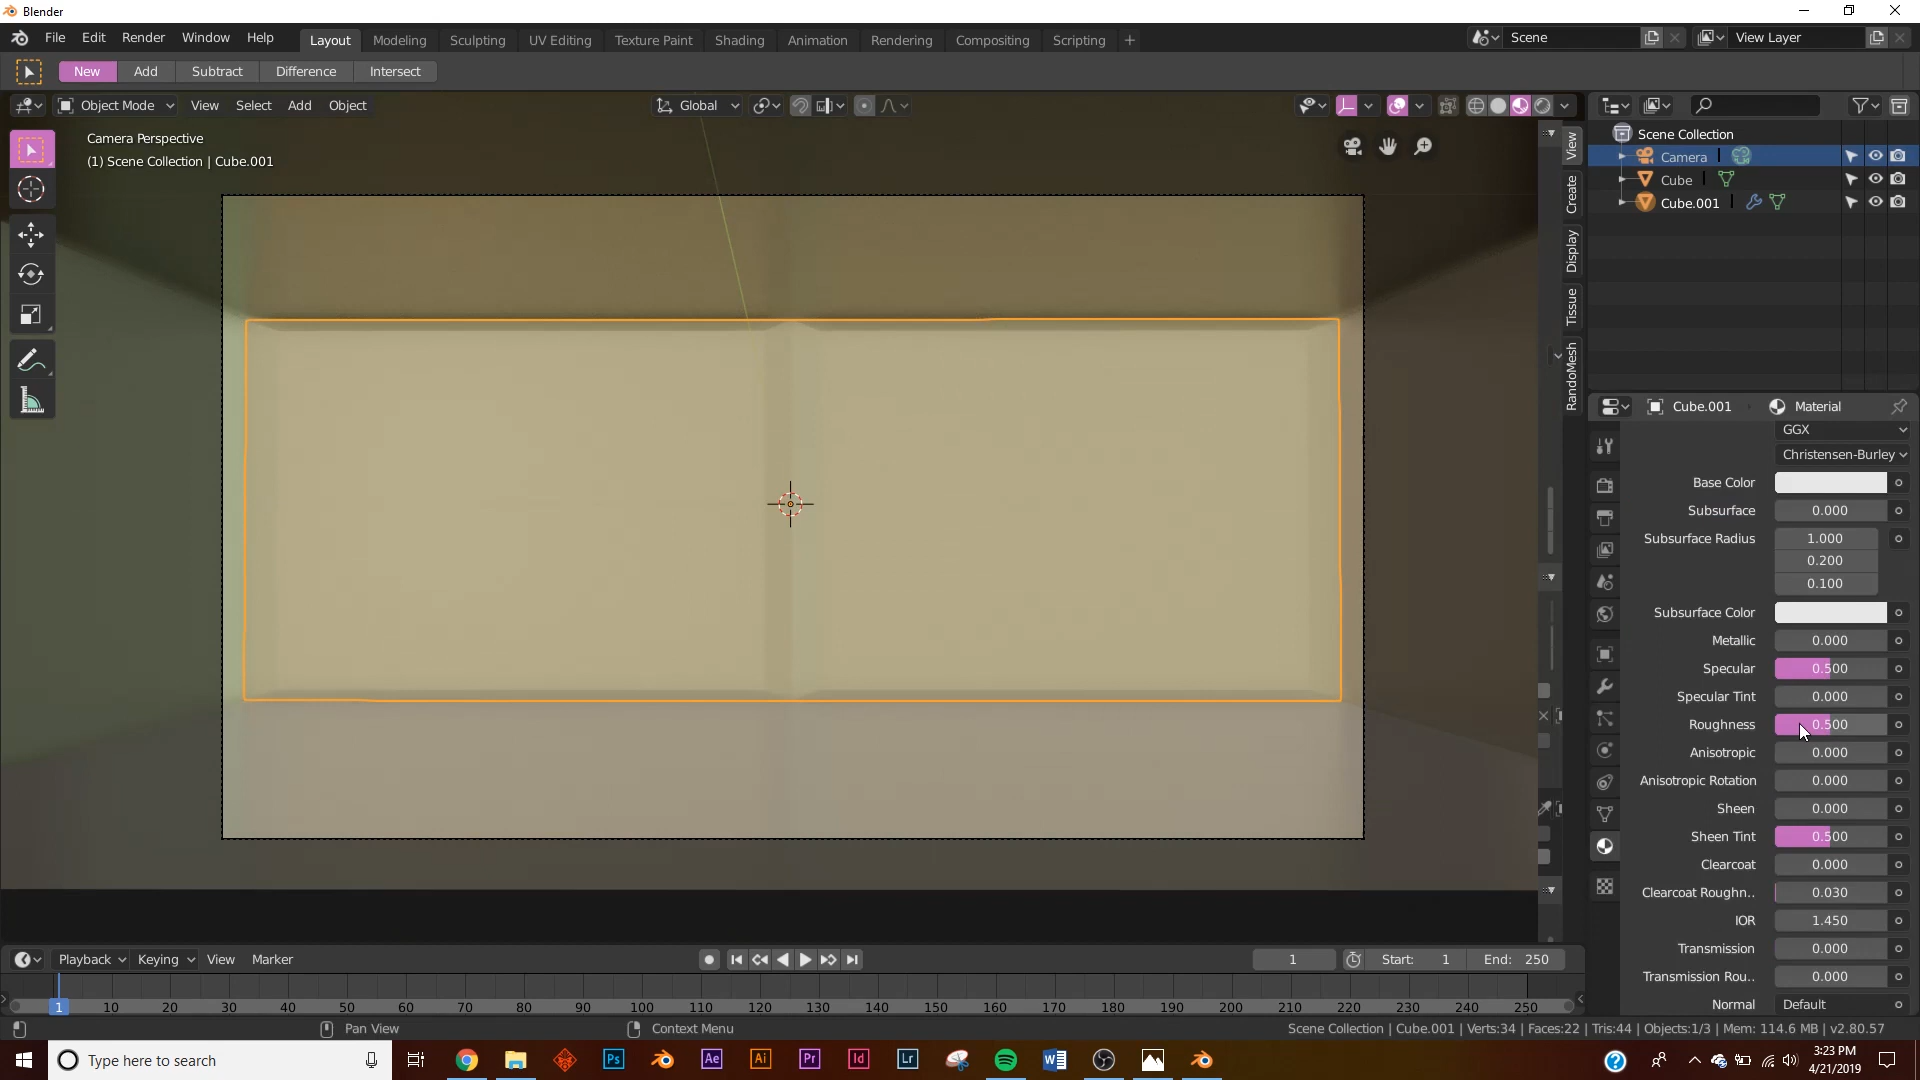 Blender
File Edit Render Window Help
Layout Modeling Sculpting UV Editing Texture Paint Shading Animation Rendering Compositing Scripting +
Scene
View Layer
New Add Subtract Difference Intersect
Object Mode View Select Add Object
Global
Camera Perspective
(1) Scene Collection | Cube.001
View
Create
Display
Tissue
RandoMesh
Scene Collection
Camera
Cube
Cube.001
Cube.001 Material
GGX
Christensen-Burley
Base Color
Subsurface 0.000
Subsurface Radius 1.000
0.200
0.100
Subsurface Color
Metallic 0.000
Specular 0.500
Specular Tint 0.000
Roughness 0.500
Anisotropic 0.000
Anisotropic Rotation 0.000
Sheen 0.000
Sheen Tint 0.500
Clearcoat 0.000
Clearcoat Roughn.. 0.030
IOR 1.450
Transmission 0.000
Transmission Rou.. 0.000
Normal Default
Playback Keying View Marker
1 Start: 1 End: 250
1 10 20 30 40 50 60 70 80 90 100 110 120 130 140 150 160 170 180 190 200 210 220 230 240 250
Pan View Context Menu
Scene Collection | Cube.001 | Verts:34 | Faces:22 | Tris:44 | Objects:1/3 | Mem: 114.6 MB | v2.80.57
Type here to search
Ps Ae Ai Pr Id Lr
3:23 PM
4/21/2019